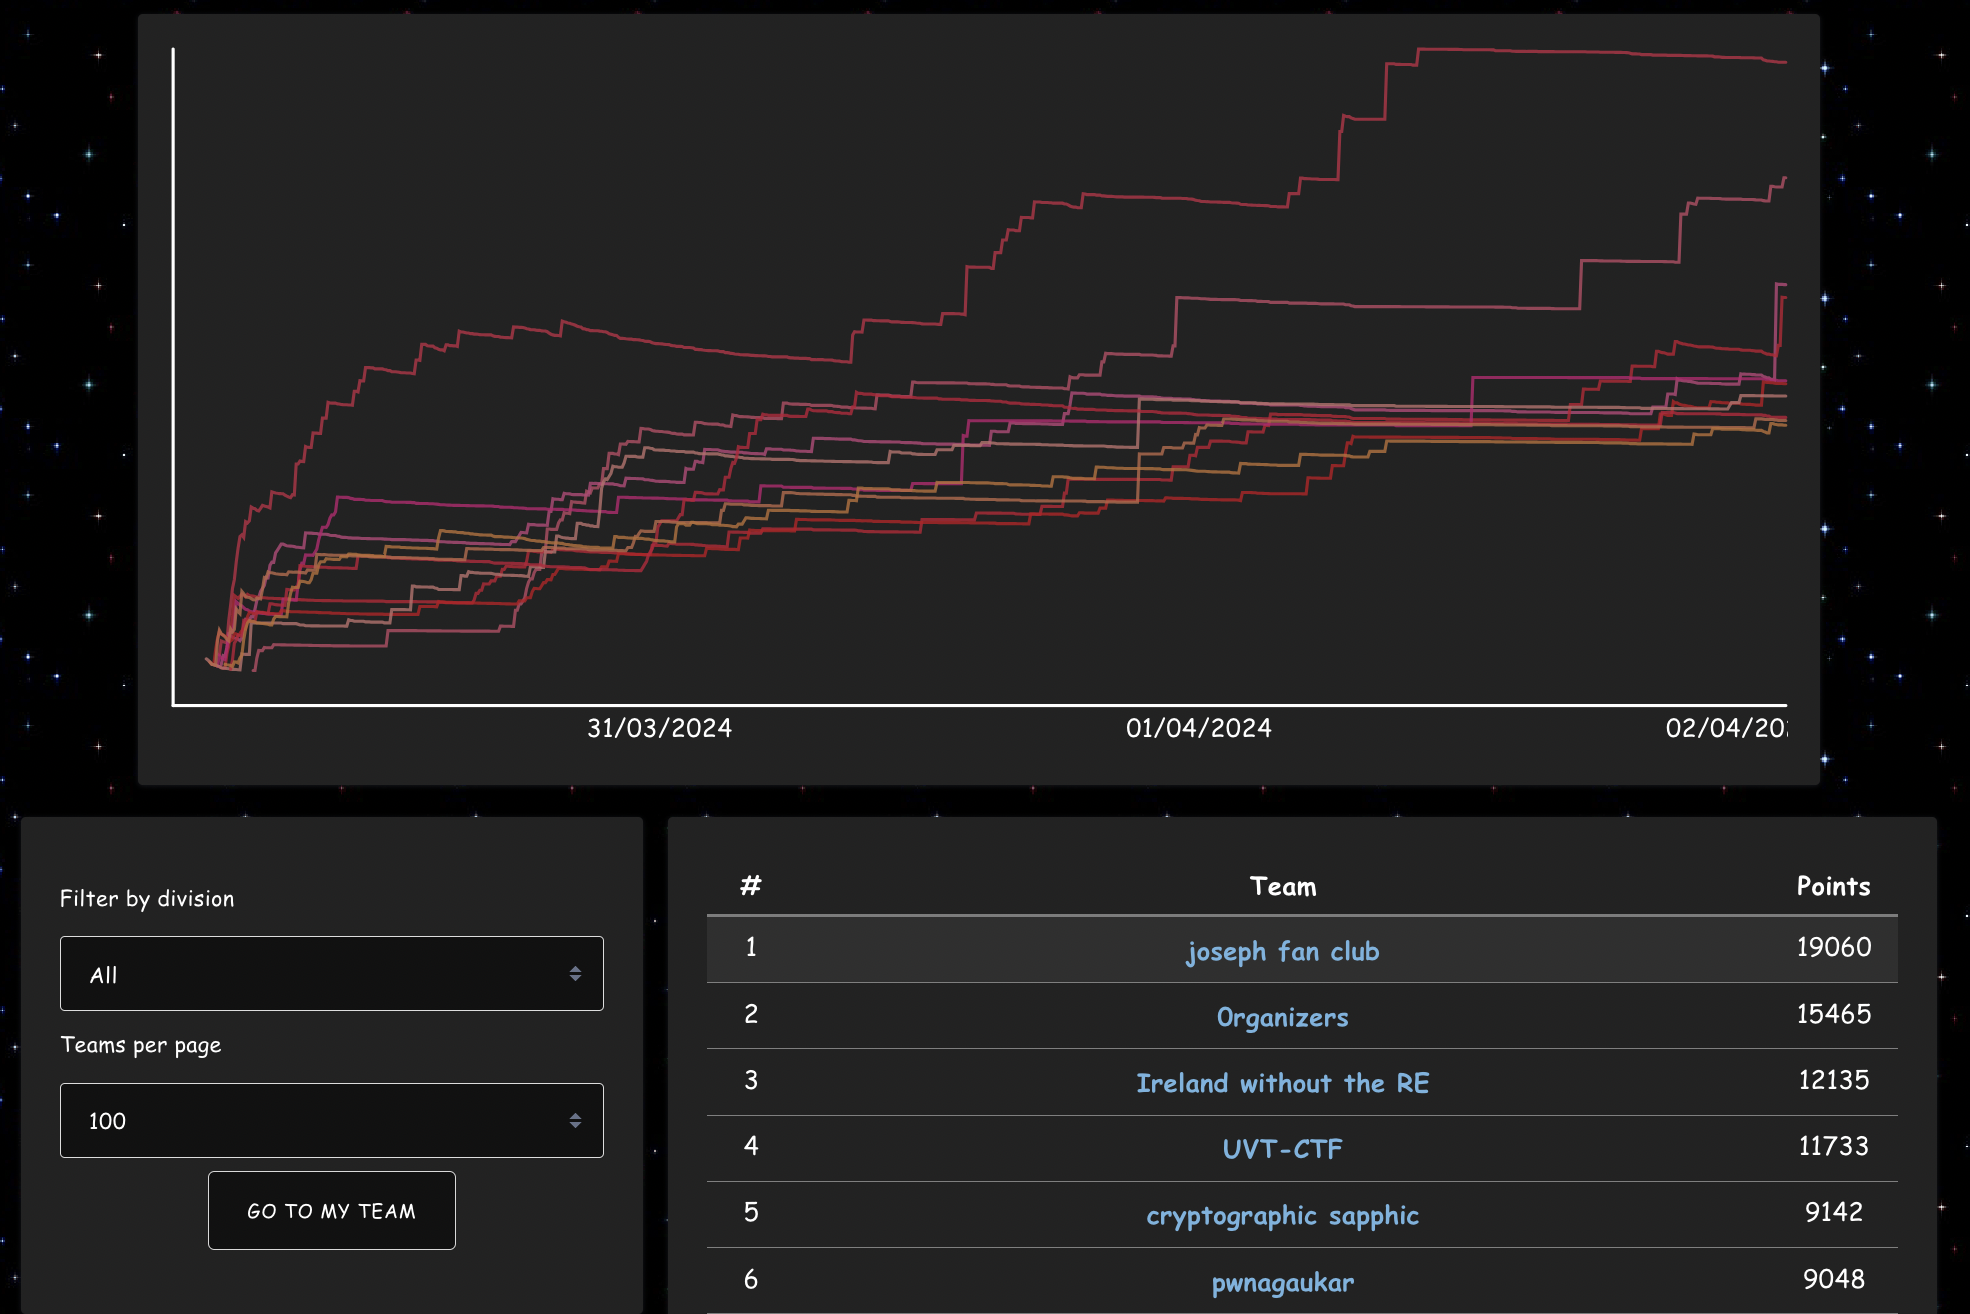 31/03/2024 01/04/2024 02/04/20
Filter by division
All
Teams per page
100
GO TO MY TEAM
# Team Points
1 joseph fan club 19060
2 Organizers 15465
3 Ireland without the RE 12135
4 UVT-CTF 11733
5 cryptographic sapphic 9142
6 pwnagaukar 9048